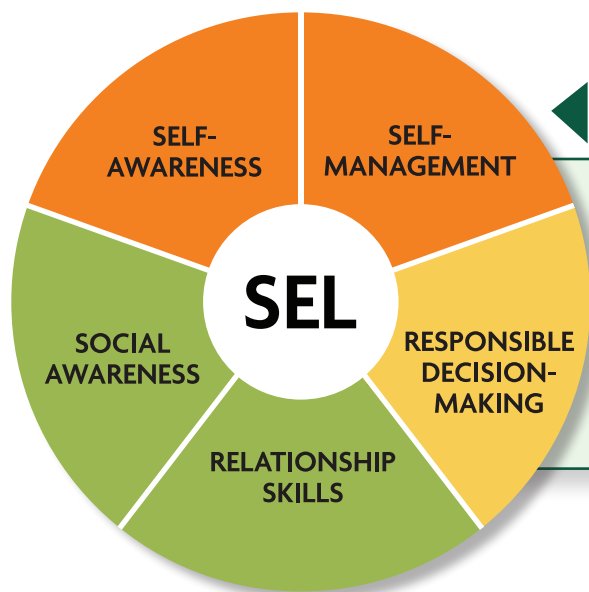 SELF-
AWARENESS
SELF-
MANAGEMENT
SEL
SOCIAL
AWARENESS
RESPONSIBLE
DECISION-
MAKING
RELATIONSHIP
SKILLS